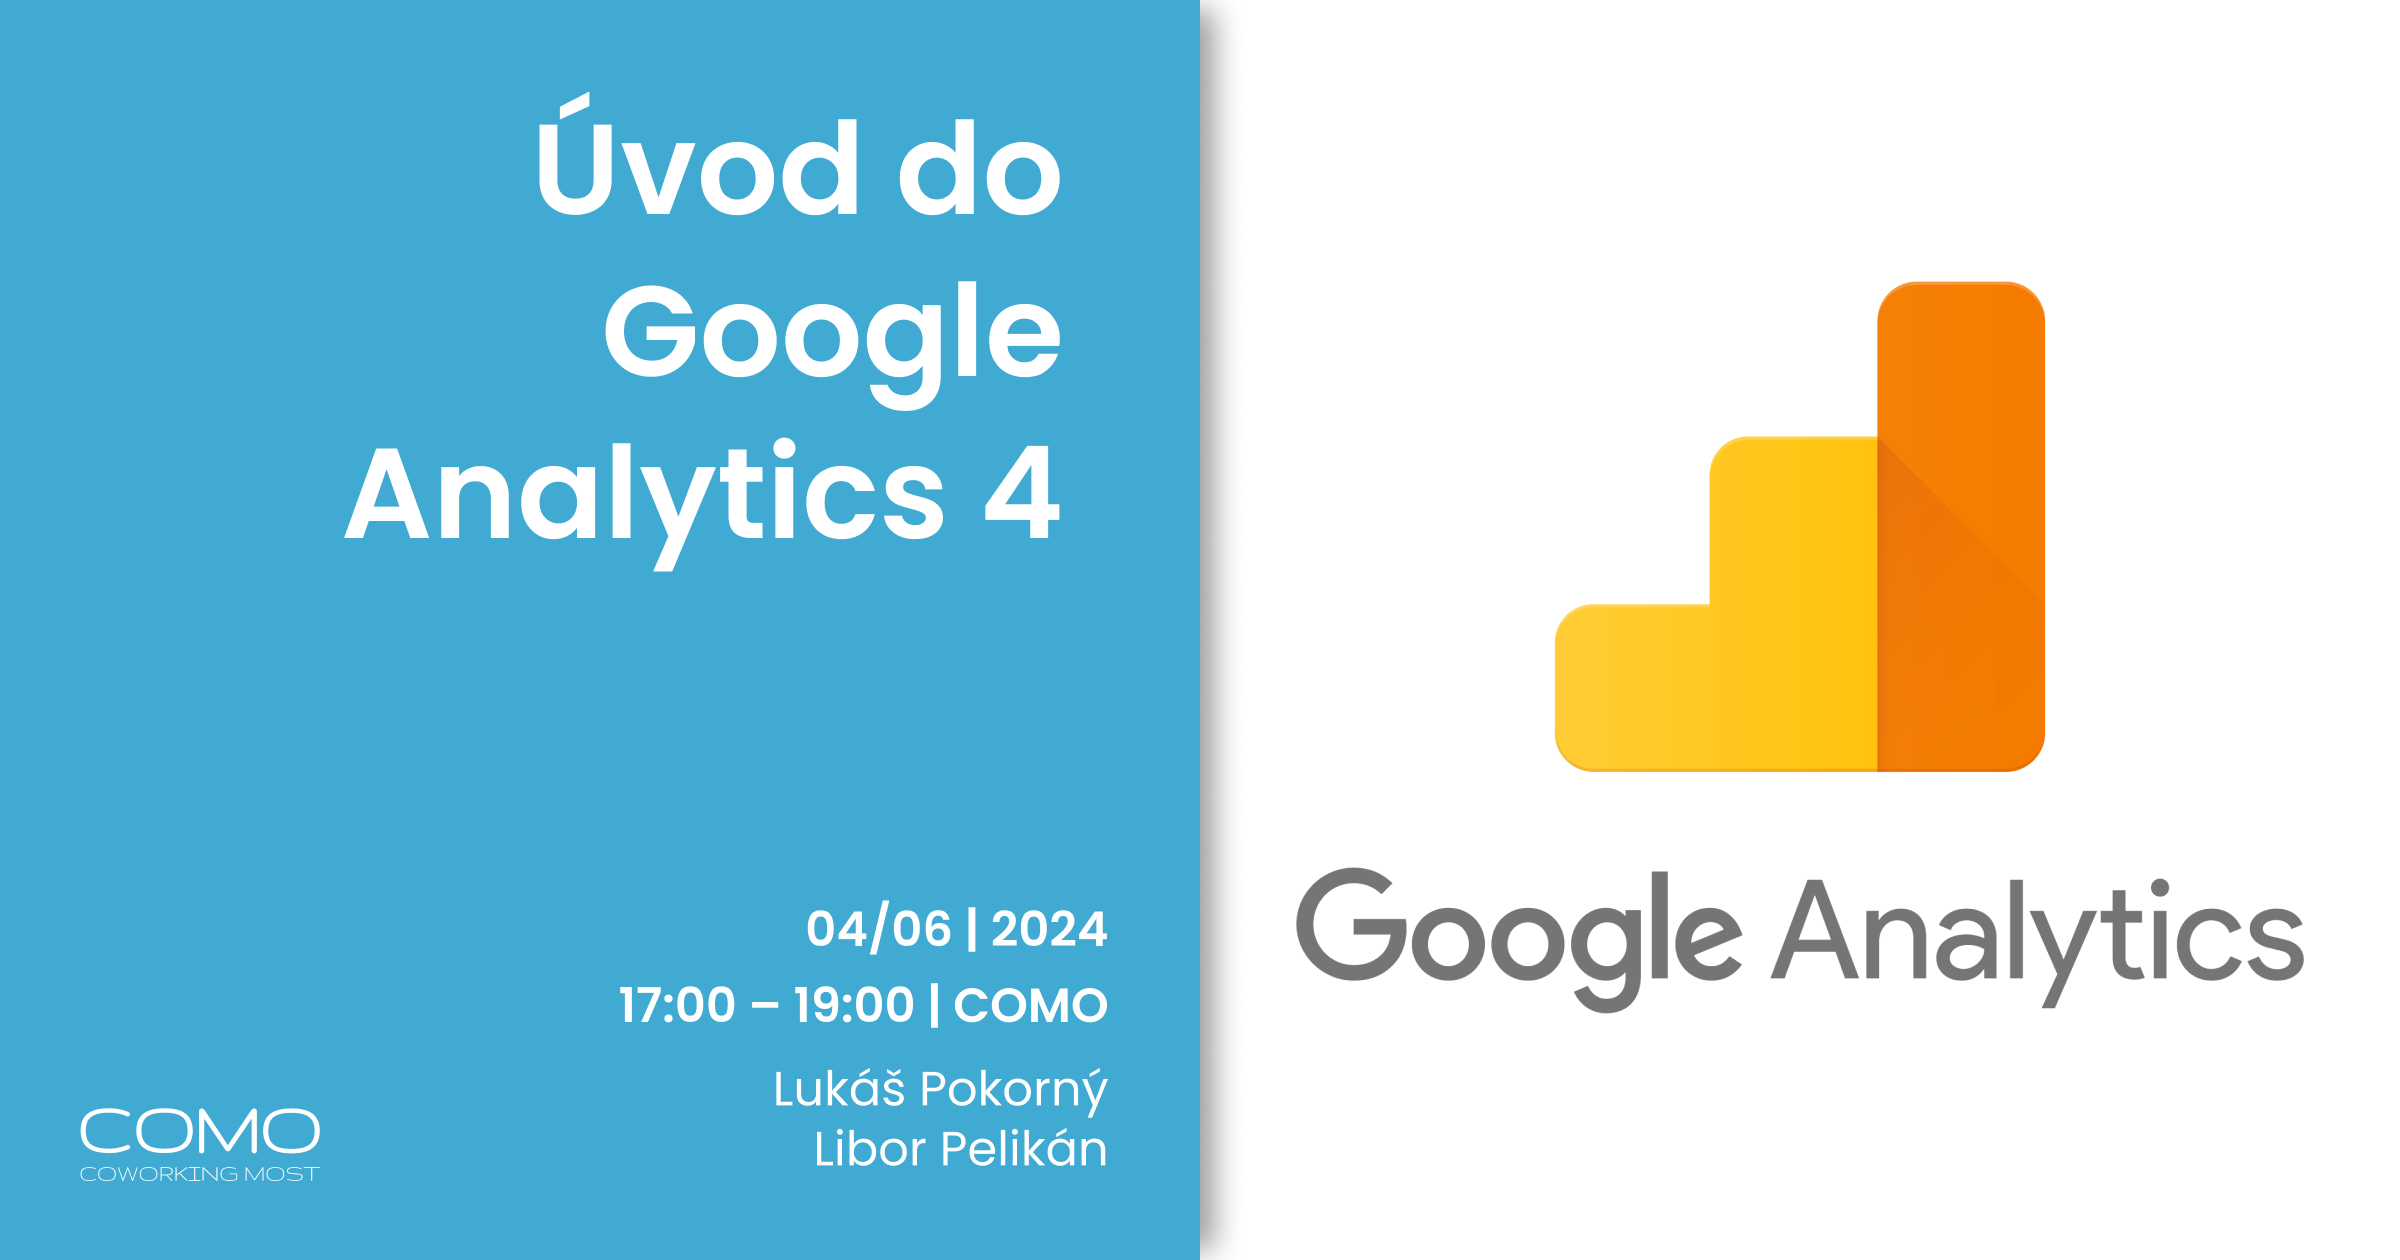 Úvod do
Google
Analytics 4
04/06 | 2024
17:00 – 19:00 | COMO
Lukáš Pokorný
Libor Pelikán
COMO
COWORKING MOST
Google Analytics